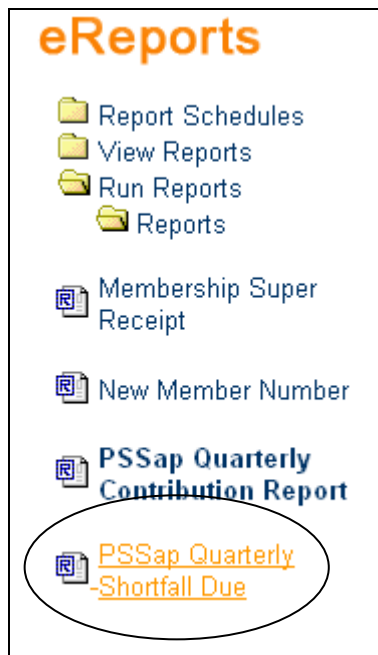 eReports
Report Schedules
View Reports
Run Reports
Reports
Membership Super
Receipt
New Member Number
PSSap Quarterly
Contribution Report
PSSap Quarterly
-Shortfall Due